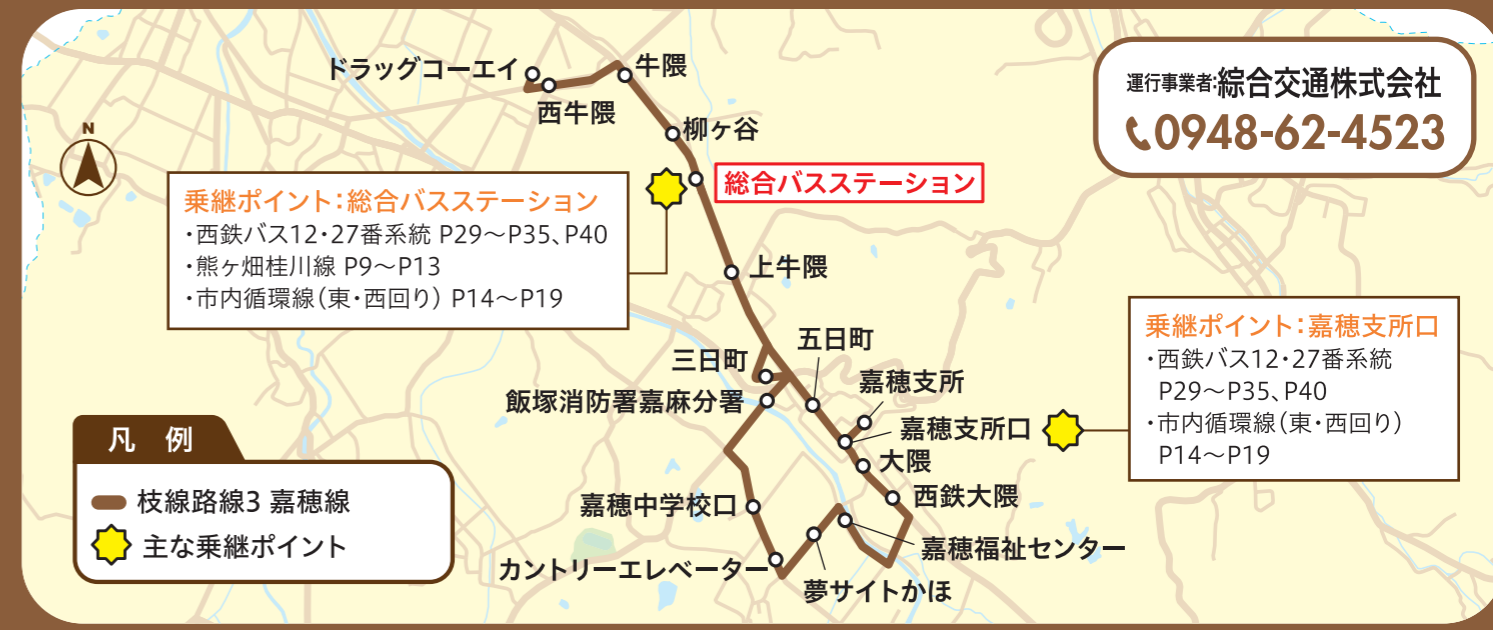 ドラッグコーエイ
西牛隈
牛隈
柳ヶ谷
総合バスステーション
運行事業者:綜合交通株式会社
0948-62-4523
N
乗継ポイント:総合バスステーション
・西鉄バス12・27番系統 P29〜P35、P40
・熊ヶ畑桂川線 P9〜P13
・市内循環線(東・西回り) P14〜P19
上牛隈
三日町
五日町
飯塚消防署嘉麻分署
嘉穂支所
嘉穂支所口
大隈
西鉄大隈
嘉穂中学校口
嘉穂福祉センター
カントリーエレベーター
夢サイトかほ
乗継ポイント:嘉穂支所口
・西鉄バス12・27番系統
P29〜P35、P40
・市内循環線(東・西回り)
P14〜P19
凡 例
枝線路線3 嘉穂線
主な乗継ポイント